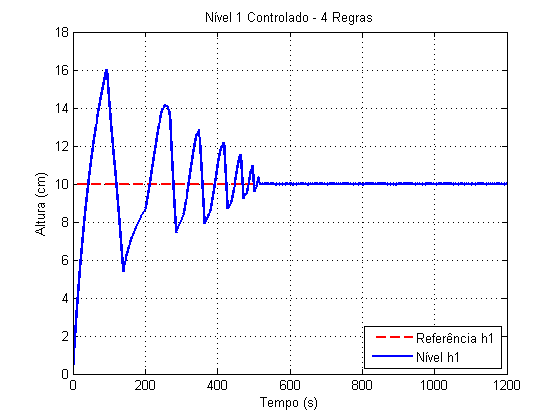 Nível 1 Controlado - 4 Regras
18
16
14
12
10
8
6
4
2
0
Altura (cm)
0 200 400 600 800 1000 1200
Tempo (s)
Referência h1
Nível h1